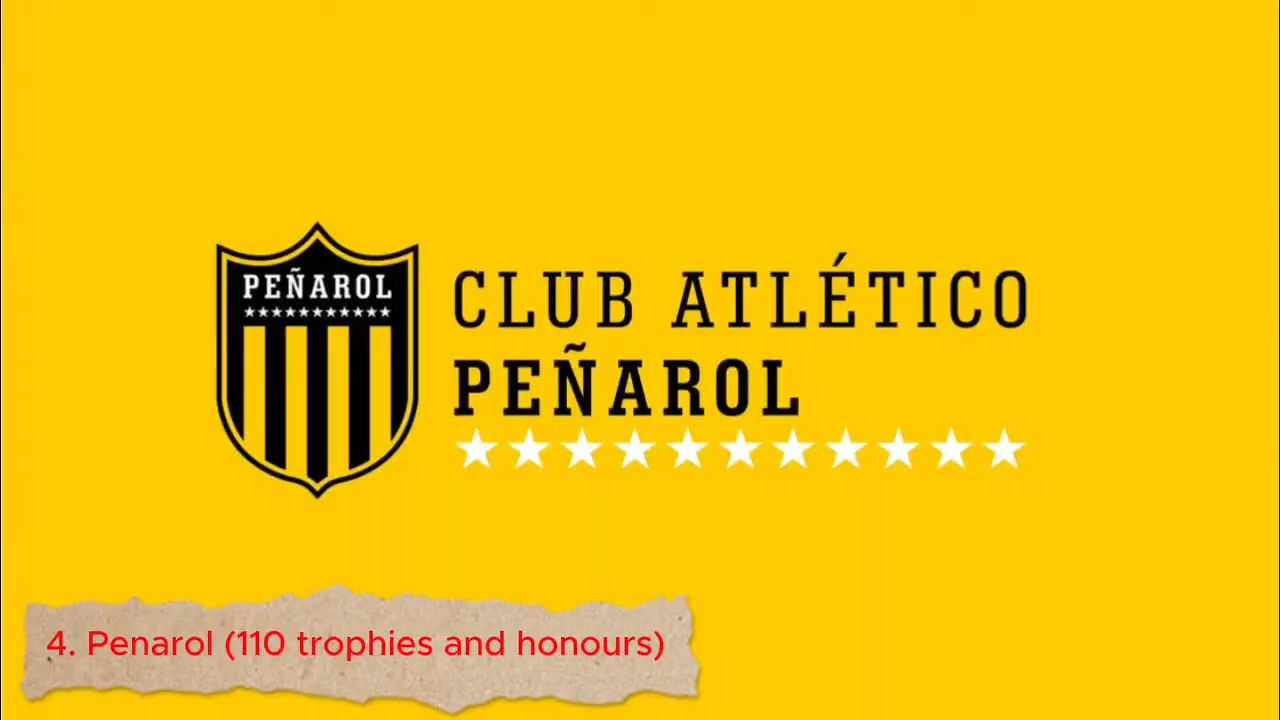 PEÑAROL
CLUB ATLÉTICO
PEÑAROL
4. Penarol (110 trophies and honours)